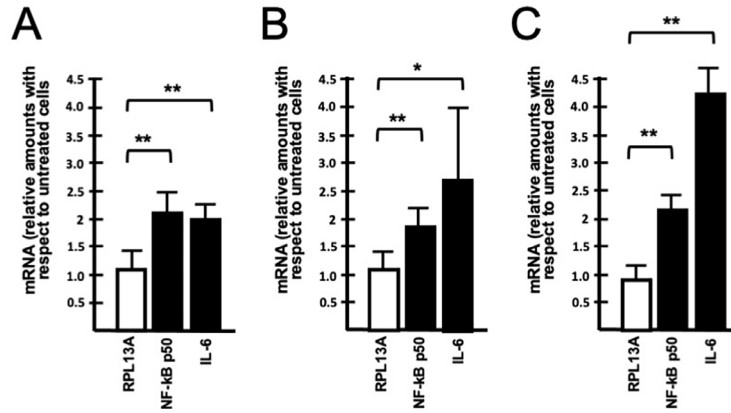 A
mRNA (relative amounts with
respect to untreated cells
4.5
4.0
3.5
3.0
2.5
2
1.5
1.0
0.5
**
**
RPL13A
NF-kB p50
IL-6
B
mRNA (relative amounts with
respect to untreated cells
4.5
4.0
3.5
3.0
2.5
2
1.5
1.0
0.5
*
**
RPL13A
NF-kB p50
IL-6
C
mRNA (relative amounts with
respect to untreated cells
4.5
4.0
3.5
3.0
2.5
2
1.5
1.0
0.5
**
**
RPL13A
NF-kB p50
IL-6